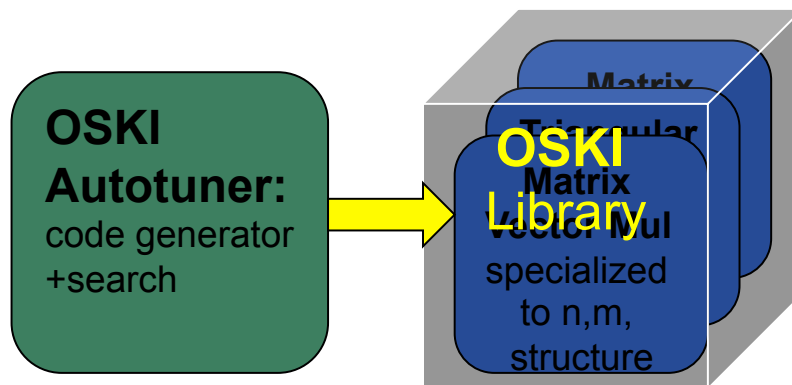 OSKI
Autotuner:
code generator
+search
Matrix
Triangular
OSKI
Library
Matrix
Vector Mul
specialized
to n,m,
structure